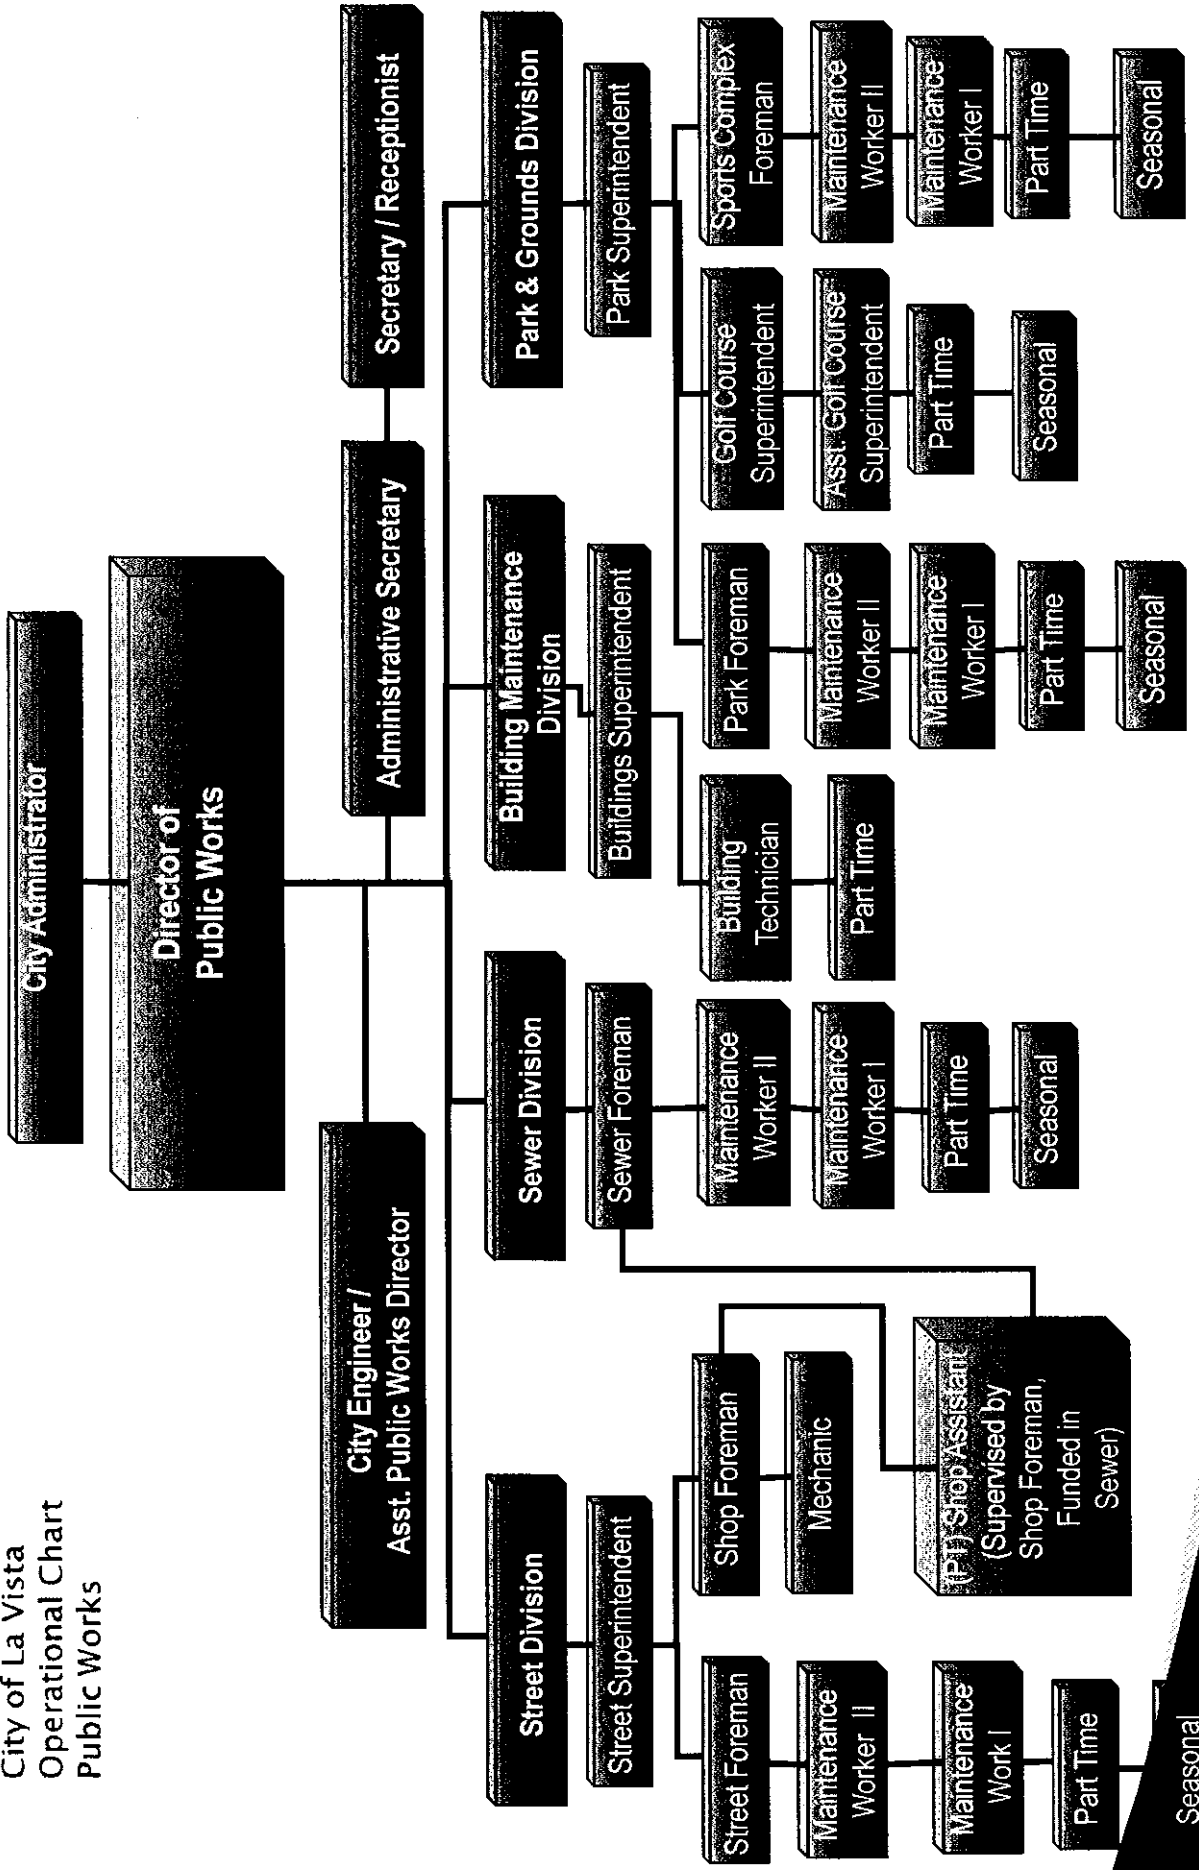 City of La Vista
Operational Chart
Public Works
City Administrator
Director of
Public Works
City Engineer /
Asst. Public Works Director
Administrative Secretary
Secretary / Receptionist
Street Division
Sewer Division
Building Maintenance
Division
Park & Grounds Division
Street Superintendent
Sewer Foreman
Buildings Superintendent
Park Superintendent
Street Foreman
Maintenance
Worker II
Maintenance
Work I
Part Time
Seasonal
Shop Foreman
Mechanic
(PT) Shop Assistant
(Supervised by
Shop Foreman,
Funded in
Sewer)
Maintenance
Worker II
Maintenance
Worker I
Part Time
Seasonal
Building
Technician
Part Time
Park Foreman
Maintenance
Worker II
Maintenance
Worker I
Part Time
Seasonal
Golf Course
Superintendent
Asst. Golf Course
Superintendent
Part Time
Seasonal
Sports Complex
Foreman
Maintenance
Worker II
Maintenance
Worker I
Part Time
Seasonal